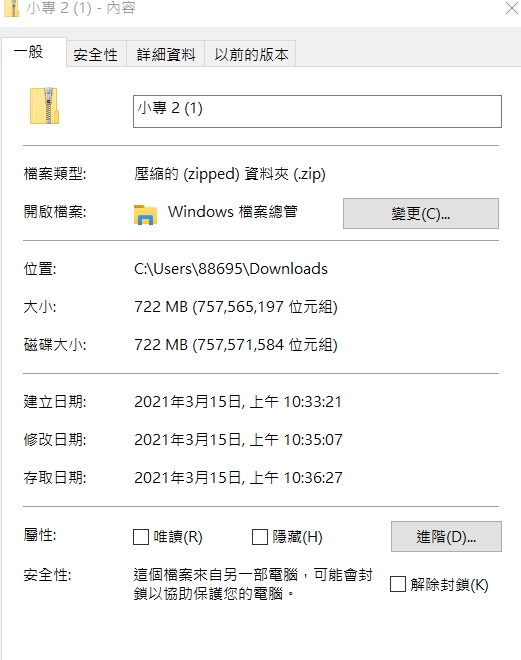 小專 2 (1) - 內容
一般 安全性 詳細資料 以前的版本
小專 2 (1)
檔案類型: 壓縮的 (zipped) 資料夾 (.zip)
開啟檔案: Windows 檔案總管 變更(C)...
位置: C:\Users\88695\Downloads
大小: 722 MB (757,565,197 位元組)
磁碟大小: 722 MB (757,571,584 位元組)
建立日期: 2021年3月15日, 上午 10:33:21
修改日期: 2021年3月15日, 上午 10:35:07
存取日期: 2021年3月15日, 上午 10:36:27
屬性: 唯讀(R) 隱藏(H) 進階(D)...
安全性: 這個檔案來自另一部電腦，可能會封
鎖以協助保護您的電腦。 解除封鎖(K)